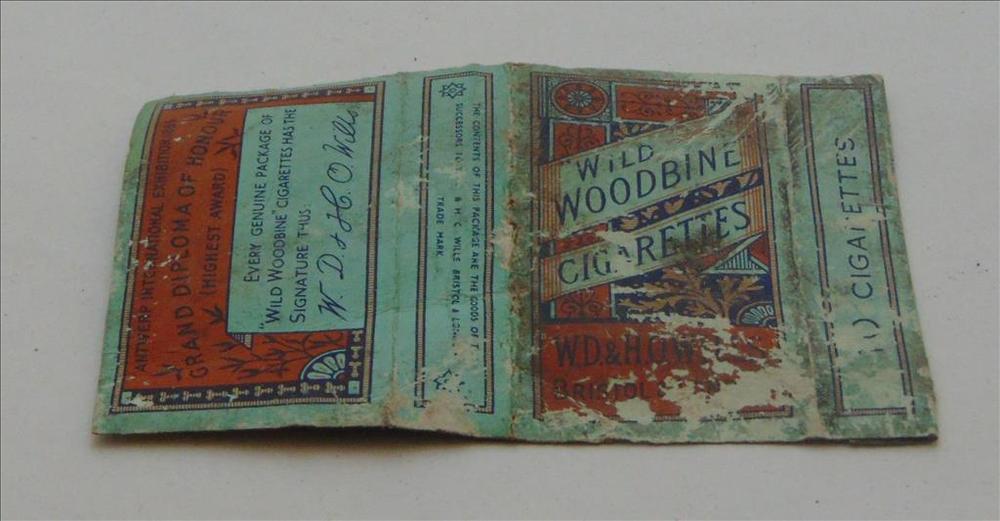 ANTWERP INTERNATIONAL EXHIBITION
GRAND DIPLOMA OF HONOUR
(HIGHEST AWARD)
EVERY GENUINE PACKAGE OF
"WILD WOODBINE" CIGARETTES HAS THE
SIGNATURE THUS
W. D. & H. O. Wills
THE CONTENTS OF THIS PACKAGE ARE THE GOODS OF
SUCCESSORS TO & H. C. WILLS BRISTOL &
TRADE MARK
WILD
WOODBINE
CIGARETTES
W.D. & H.O.
BRISTOL
CIGARETTES